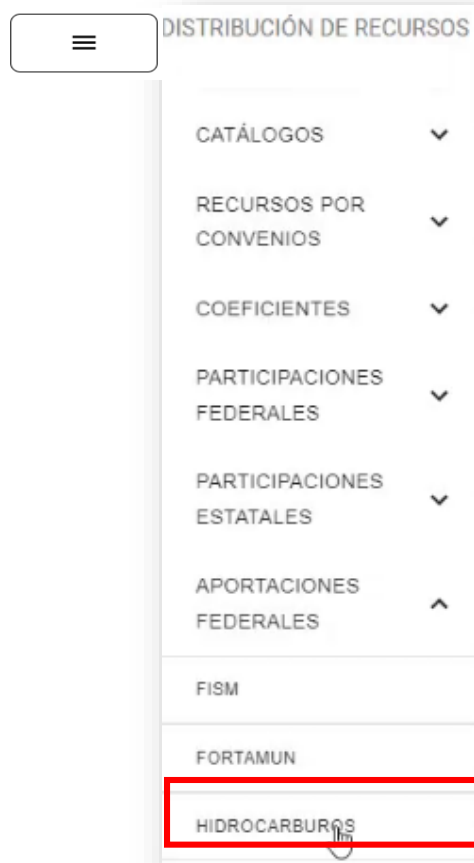 DISTRIBUCIÓN DE RECURSOS
CATÁLOGOS
RECURSOS POR
CONVENIOS
COEFICIENTES
PARTICIPACIONES
FEDERALES
PARTICIPACIONES
ESTATALES
APORTACIONES
FEDERALES
FISM
FORTAMUN
HIDROCARBUROS